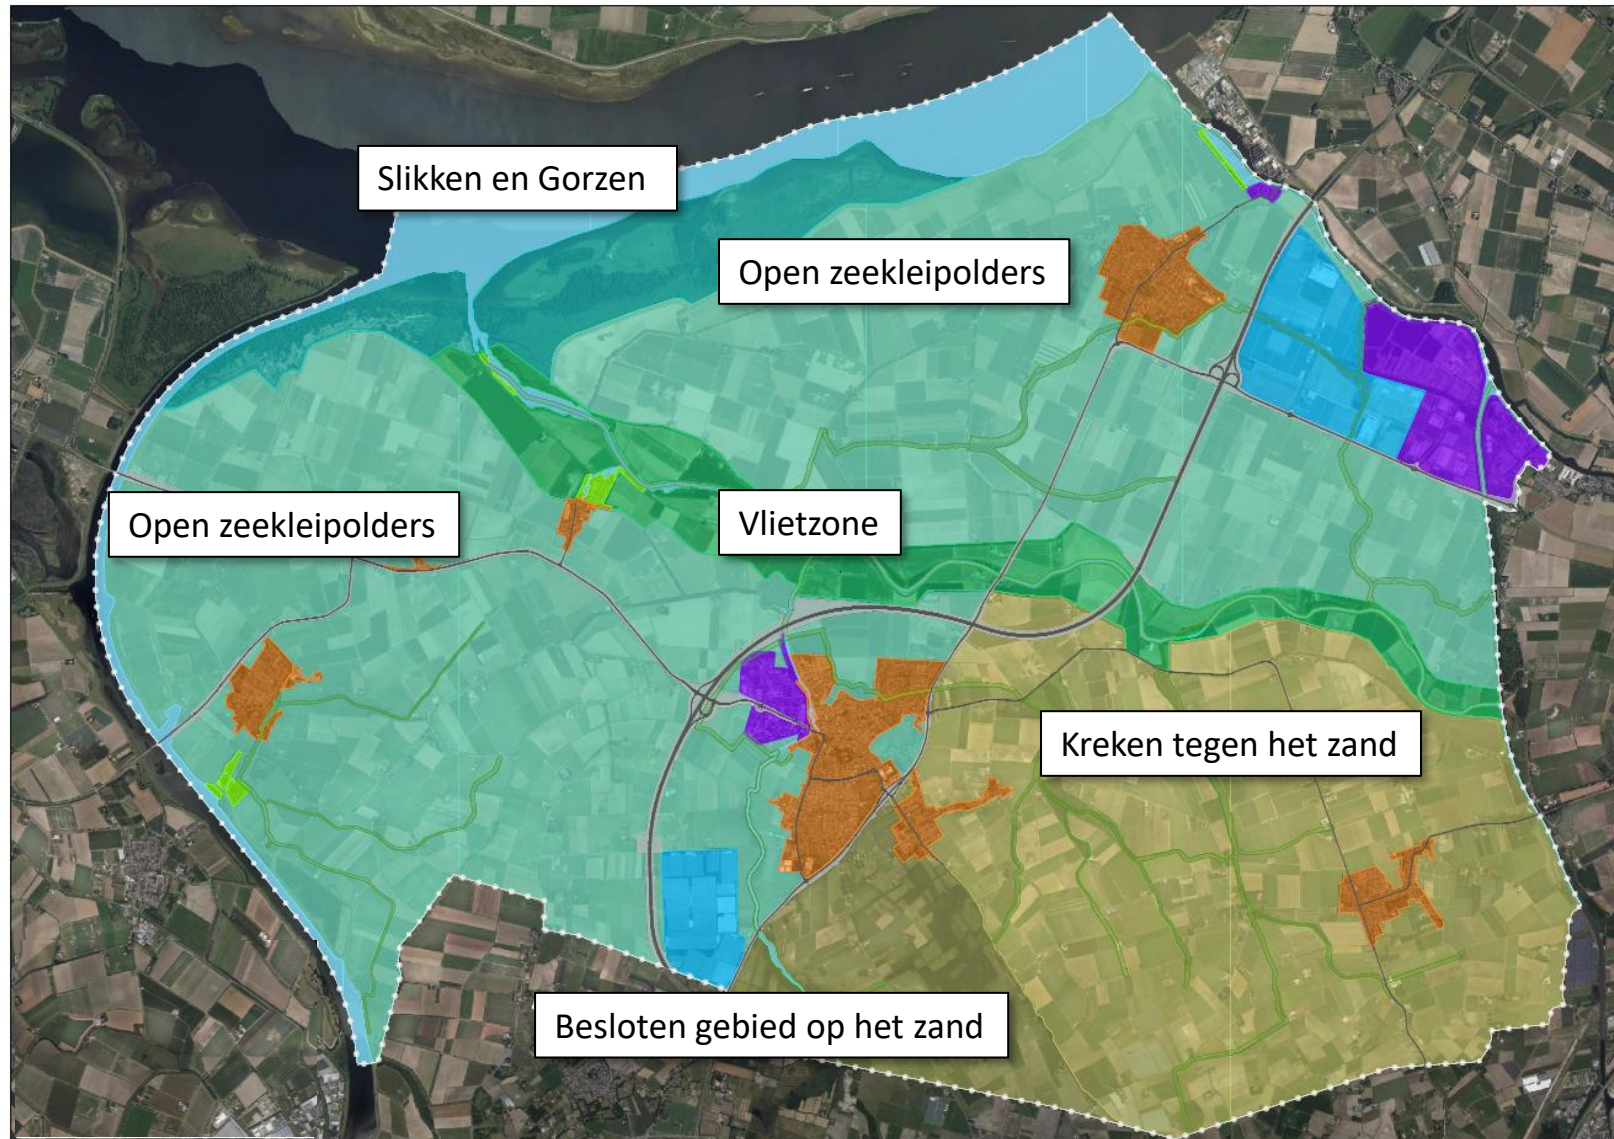 Slikken en Gorzen
Open zeekleipolders
Open zeekleipolders
Vlietzone
Kreken tegen het zand
Besloten gebied op het zand